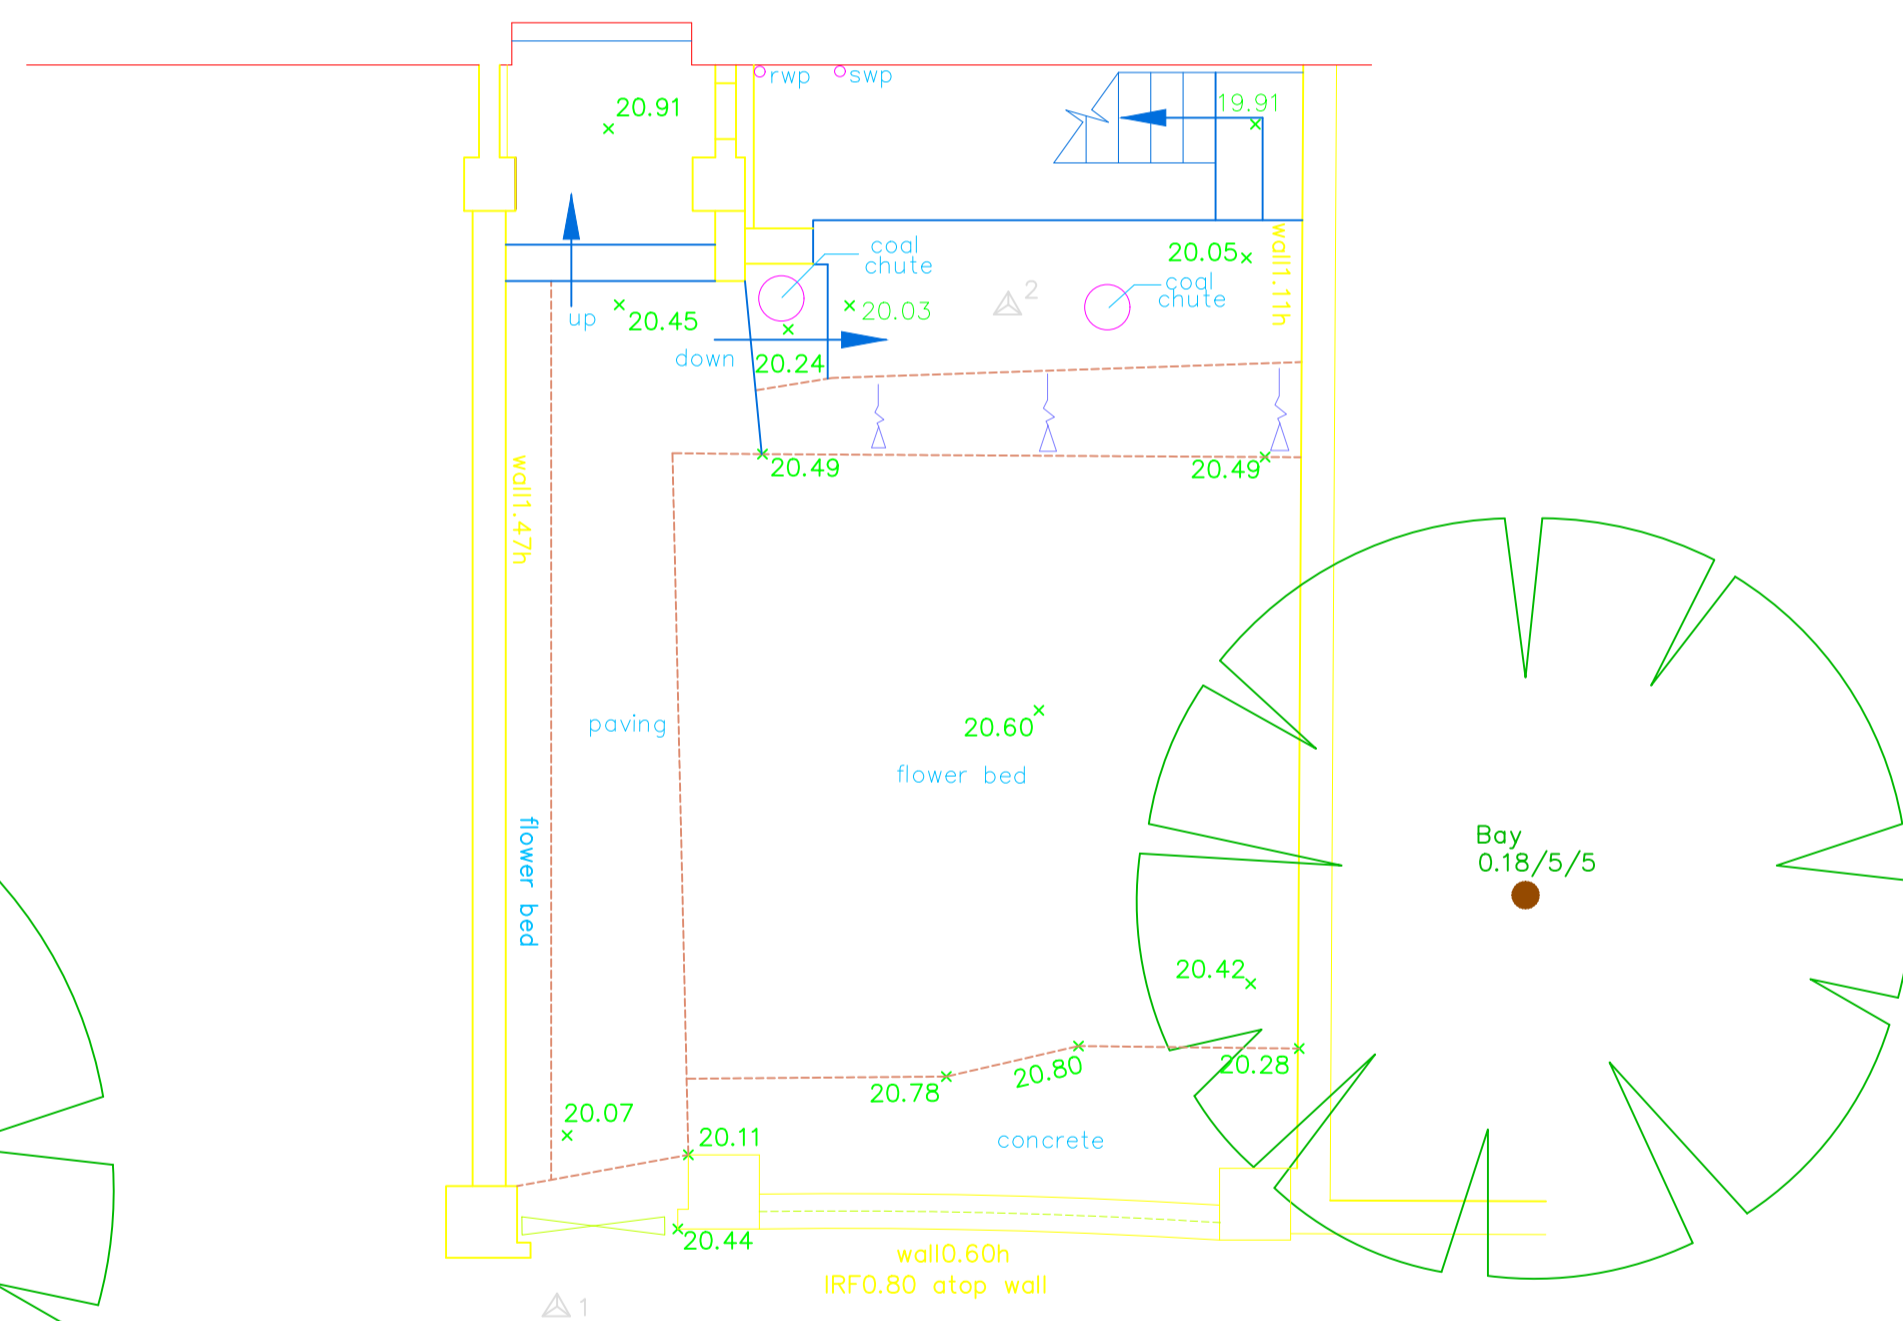 rwp
swp
20.91
19.91
coal
chute
20.05
wall1.11h
coal
chute
2
20.03
up
20.45
down
20.24
20.49
20.49
wall1.47h
paving
20.60
flower bed
flower bed
Bay
0.18/5/5
20.42
20.28
20.80
20.78
20.07
20.11
concrete
20.44
wall0.60h
IRF0.80 atop wall
1